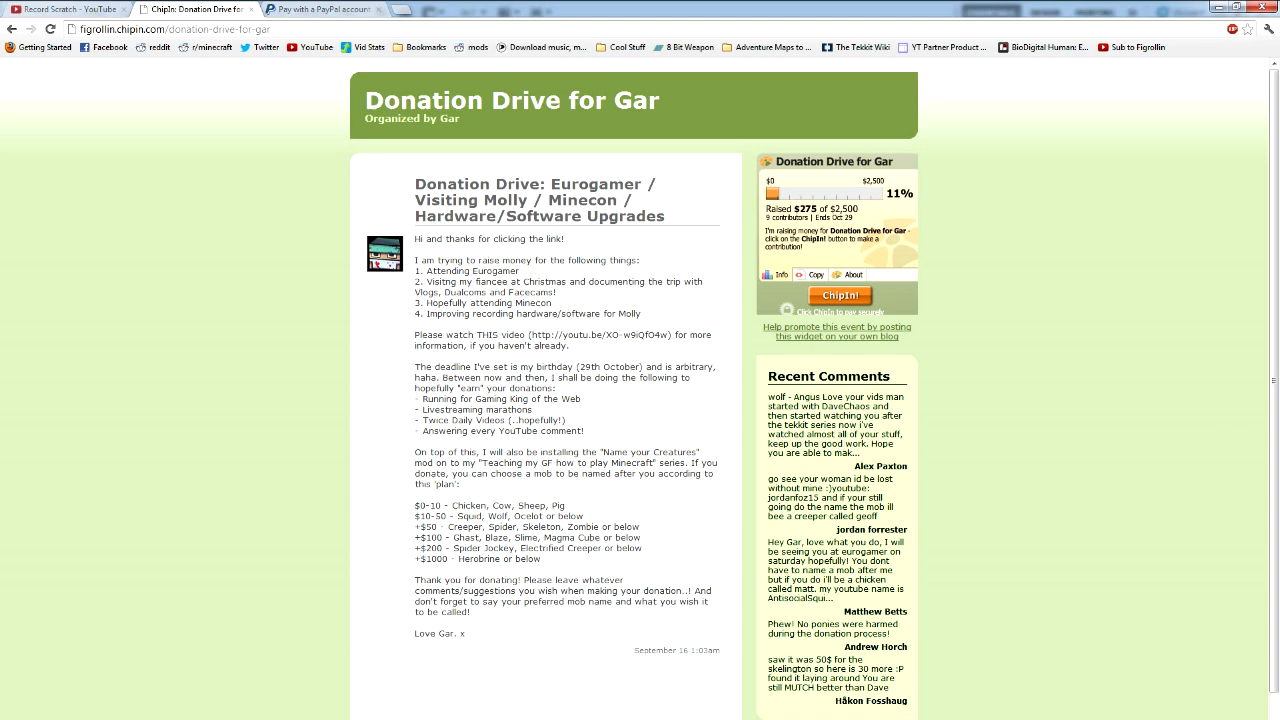 Record Scratch - YouTube
ChipIn: Donation Drive for
Pay with a PayPal account
figrollin.chipin.com/donation-drive-for-gar
Getting Started Facebook reddit r/minecraft Twitter YouTube Vid Stats Bookmarks mods Download music, m... Cool Stuff 8 Bit Weapon Adventure Maps to ... The Tekkit Wiki YT Partner Product ... BioDigital Human: E... Sub to Figrollin
Donation Drive for Gar
Organized by Gar
Donation Drive: Eurogamer /
Visiting Molly / Minecon /
Hardware/Software Upgrades
Hi and thanks for clicking the link!
I am trying to raise money for the following things:
1. Attending Eurogamer
2. Visitng my fiancee at Christmas and documenting the trip with
Vlogs, Dualcoms and Facecams!
3. Hopefully attending Minecon
4. Improving recording hardware/software for Molly
Please watch THIS video (http://youtu.be/XO-w9iQfO4w) for more
information, if you haven't already.
The deadline I've set is my birthday (29th October) and is arbitrary,
haha. Between now and then, I shall be doing the following to
hopefully "earn" your donations:
- Running for Gaming King of the Web
- Livestreaming marathons
- Twice Daily Videos (..hopefully!)
- Answering every YouTube comment!
On top of this, I will also be installing the "Name your Creatures"
mod on to my "Teaching my GF how to play Minecraft" series. If you
donate, you can choose a mob to be named after you according to
this 'plan':
$0-10 - Chicken, Cow, Sheep, Pig
$10-50 - Squid, Wolf, Ocelot or below
+$50 - Creeper, Spider, Skeleton, Zombie or below
+$100 - Ghast, Blaze, Slime, Magma Cube or below
+$200 - Spider Jockey, Electrified Creeper or below
+$1000 - Herobrine or below
Thank you for donating! Please leave whatever
comments/suggestions you wish when making your donation..! And
don't forget to say your preferred mob name and what you wish it
to be called!
Love Gar. x
September 16 1:03am
Donation Drive for Gar
$0 $2,500
11%
Raised $275 of $2,500
9 contributors | Ends Oct 29
I'm raising money for Donation Drive for Gar -
click on the ChipIn! button to make a
contribution!
Info Copy About
ChipIn!
Click ChipIn to pay securely
Help promote this event by posting
this widget on your own blog
Recent Comments
wolf - Angus Love your vids man
started with DaveChaos and
then started watching you after
the tekkit series now i've
watched almost all of your stuff,
keep up the good work. Hope
you are able to mak...
Alex Paxton
go see your woman id be lost
without mine :)youtube:
jordanfoz15 and if your still
going do the name the mob ill
bee a creeper called geoff
jordan forrester
Hey Gar, love what you do, I will
be seeing you at eurogamer on
saturday hopefully! You dont
have to name a mob after me
but if you do i'll be a chicken
called matt. my youtube name is
AntisocialSqui...
Matthew Betts
Phew! No ponies were harmed
during the donation process!
Andrew Horch
saw it was 50$ for the
skelington so here is 30 more :P
found it laying around You are
still MUTCH better than Dave
Håkon Fosshaug